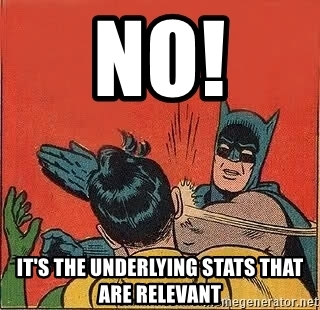 NO!
IT'S THE UNDERLYING STATS THAT
ARE RELEVANT
memegenerator.net